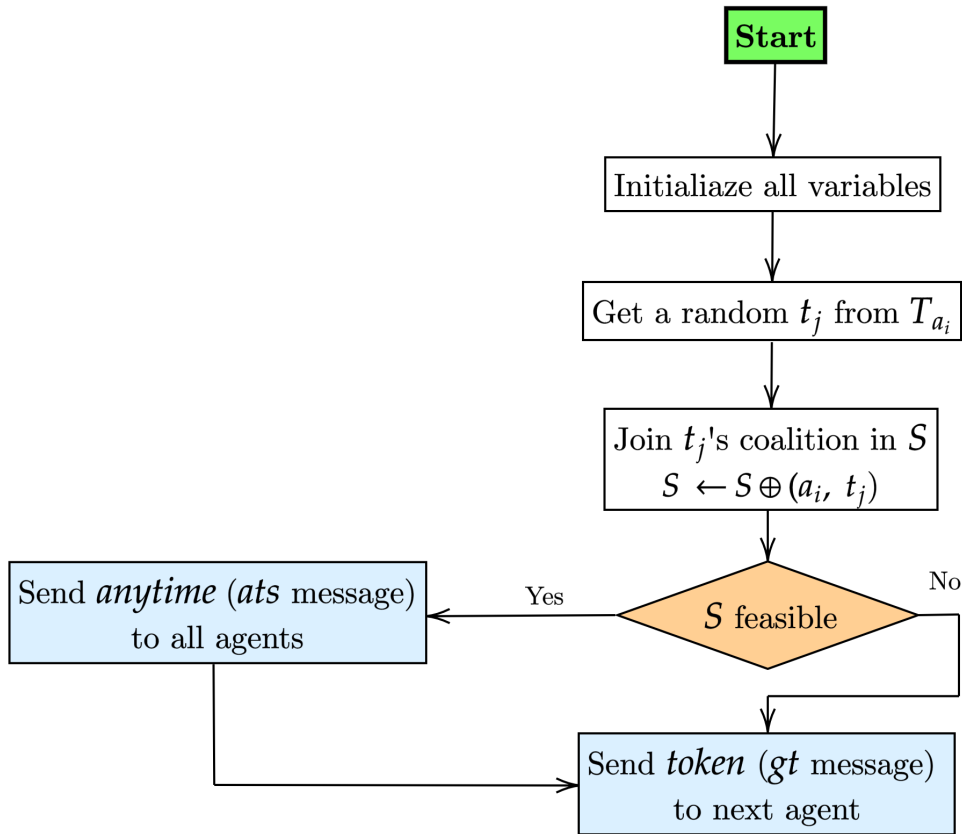 Start
Initialiaze all variables
Get a random t_j from T_{a_i}
Join t_j's coalition in S
S ← S ⊕ (a_i, t_j)
S feasible
Yes
No
Send anytime (ats message)
to all agents
Send token (gt message)
to next agent